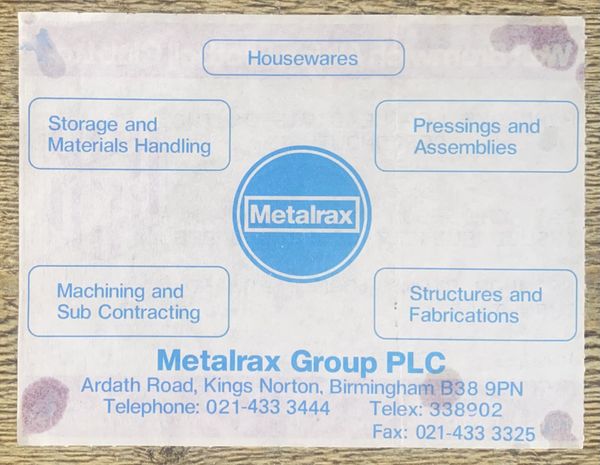 Housewares
Storage and
Materials Handling
Pressings and
Assemblies
Metalrax
Machining and
Sub Contracting
Structures and
Fabrications
Metalrax Group PLC
Ardath Road, Kings Norton, Birmingham B38 9PN
Telephone: 021-433 3444 Telex: 338902
Fax: 021-433 3325